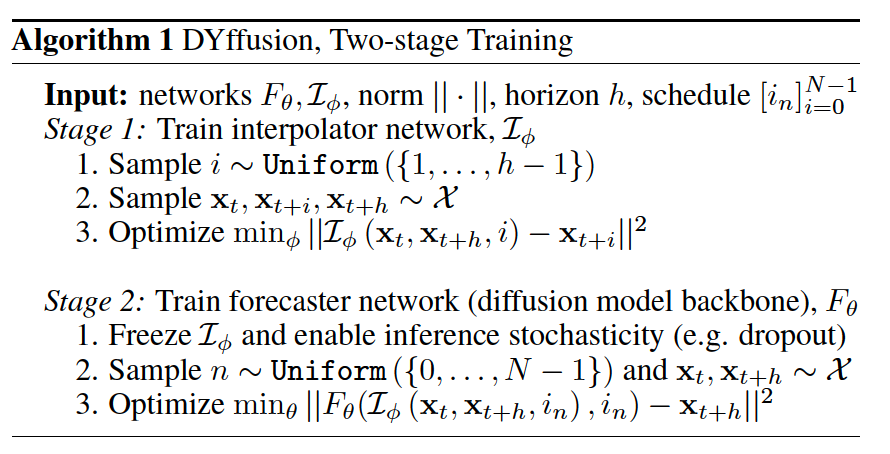 Algorithm 1 DYffusion, Two-stage Training
Input: networks $F_\theta, \mathcal{I}_\phi$, norm $||\cdot||$, horizon $h$, schedule $[i_n]_{i=0}^{N-1}$
Stage 1: Train interpolator network, $\mathcal{I}_\phi$
1. Sample $i \sim \texttt{Uniform}(\{1, \ldots, h-1\})$
2. Sample $\mathbf{x}_t, \mathbf{x}_{t+i}, \mathbf{x}_{t+h} \sim \mathcal{X}$
3. Optimize $\min_\phi ||\mathcal{I}_\phi(\mathbf{x}_t, \mathbf{x}_{t+h}, i) - \mathbf{x}_{t+i}||^2$
Stage 2: Train forecaster network (diffusion model backbone), $F_\theta$
1. Freeze $\mathcal{I}_\phi$ and enable inference stochasticity (e.g. dropout)
2. Sample $n \sim \texttt{Uniform}(\{0, \ldots, N-1\})$ and $\mathbf{x}_t, \mathbf{x}_{t+h} \sim \mathcal{X}$
3. Optimize $\min_\theta ||F_\theta(\mathcal{I}_\phi(\mathbf{x}_t, \mathbf{x}_{t+h}, i_n), i_n) - \mathbf{x}_{t+h}||^2$